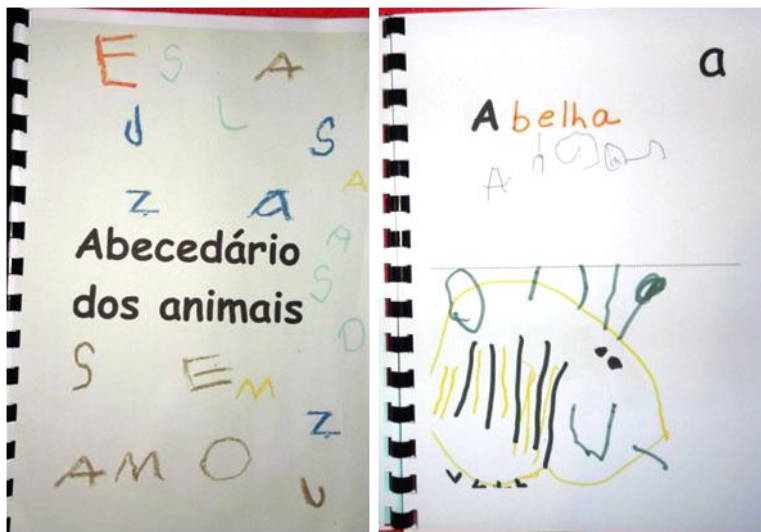 E S A
J L S
Z A A
A
Abecedário
dos animais
S
O
S E M
Z
A M O
U
a
Abelha
A